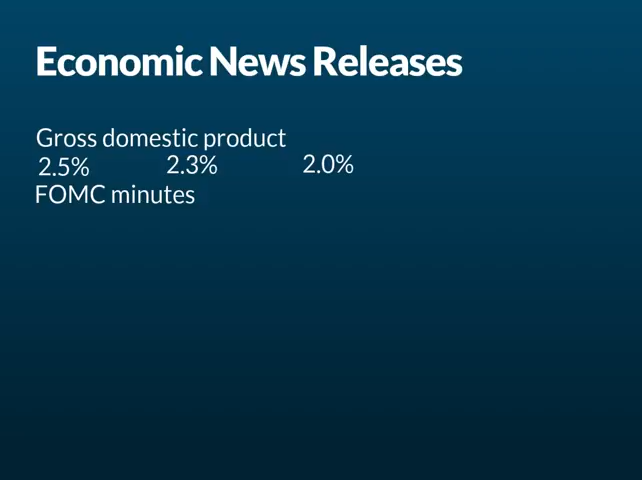 Economic News Releases
Gross domestic product
2.5% 2.3% 2.0%
FOMC minutes